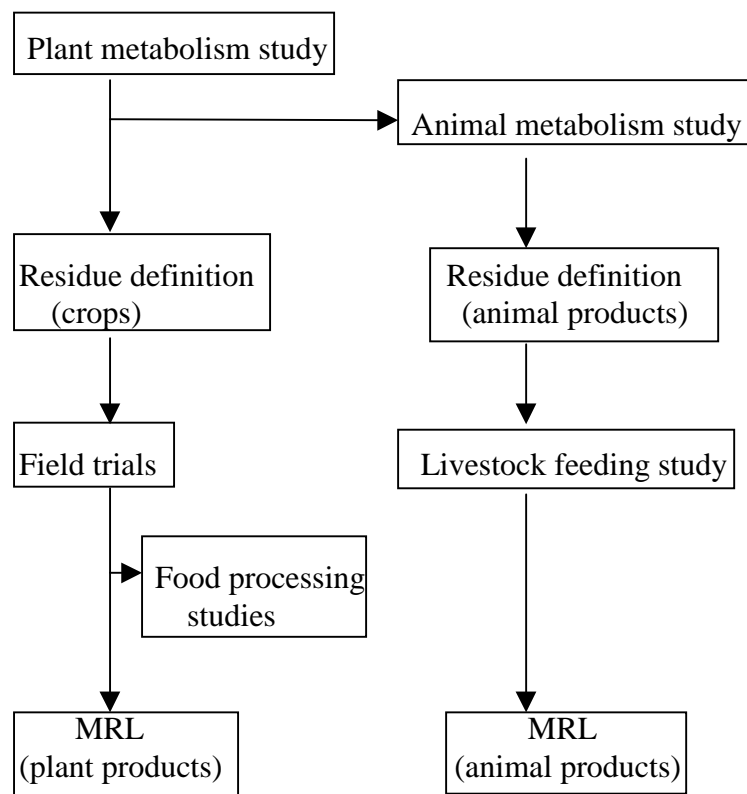 Plant metabolism study
Animal metabolism study
Residue definition
(crops)
Residue definition
(animal products)
Field trials
Livestock feeding study
Food processing
studies
MRL
(plant products)
MRL
(animal products)